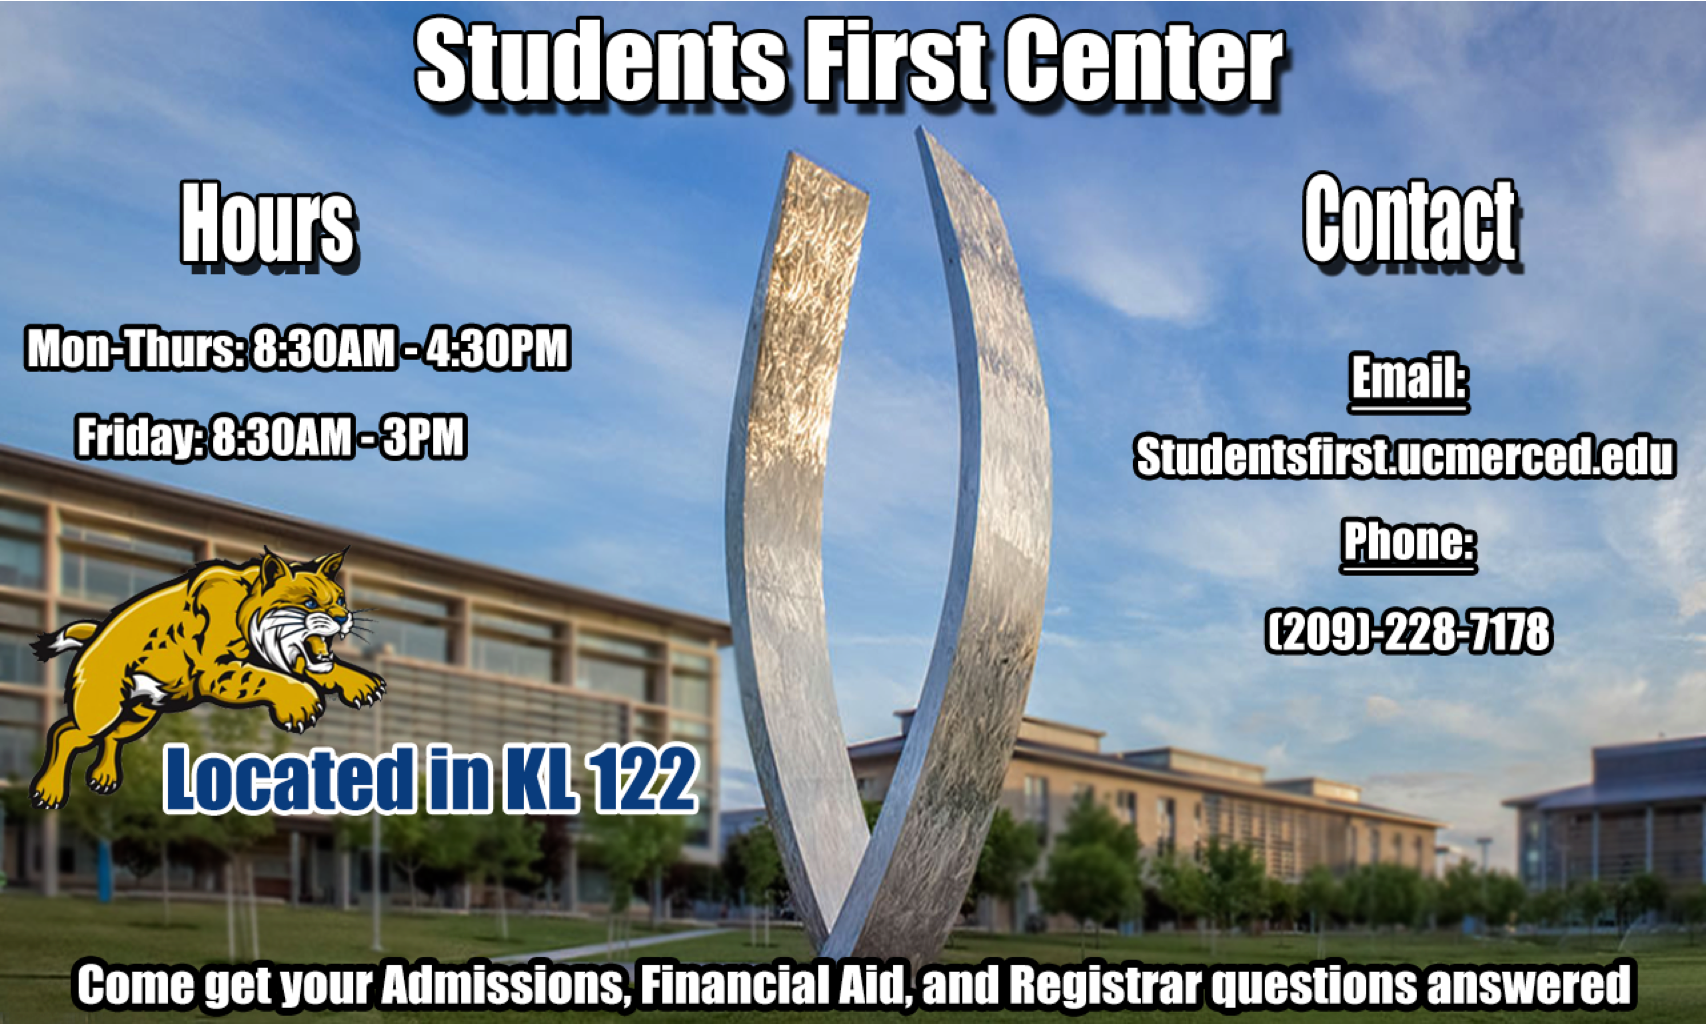 Students First Center
Hours
Mon-Thurs: 8:30AM - 4:30PM
Friday: 8:30AM - 3PM
Located in KL 122
Contact
Email:
Studentsfirst.ucmerced.edu
Phone:
(209)-228-7178
Come get your Admissions, Financial Aid, and Registrar questions answered